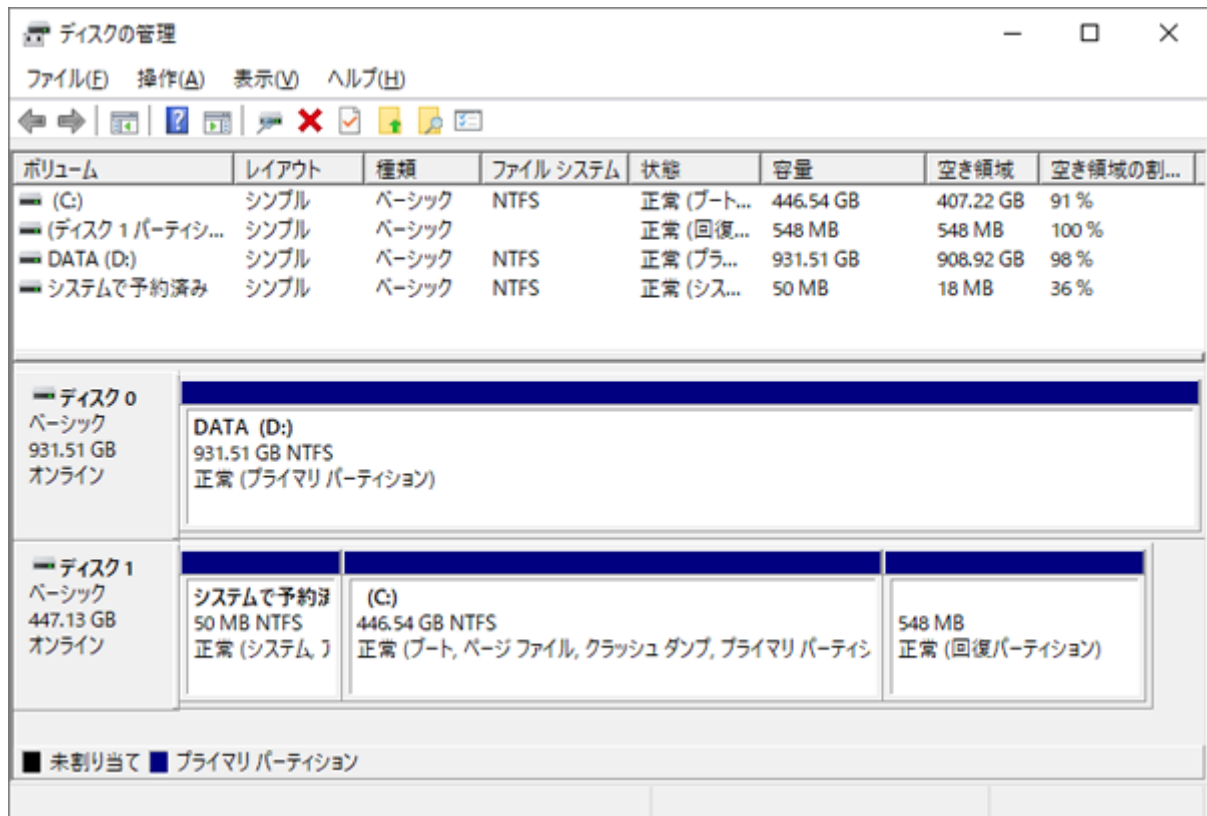 ディスクの管理
ファイル(F) 操作(A) 表示(V) ヘルプ(H)
ボリューム レイアウト 種類 ファイル システム 状態 容量 空き領域 空き領域の割...
(C:) シンプル ベーシック NTFS 正常 (ブート... 446.54 GB 407.22 GB 91 %
(ディスク 1 パーティシ... シンプル ベーシック 正常 (回復... 548 MB 548 MB 100 %
DATA (D:) シンプル ベーシック NTFS 正常 (プラ... 931.51 GB 908.92 GB 98 %
システムで予約済み シンプル ベーシック NTFS 正常 (シス... 50 MB 18 MB 36 %
ディスク 0
ベーシック
931.51 GB
オンライン
DATA (D:)
931.51 GB NTFS
正常 (プライマリ パーティション)
ディスク 1
ベーシック
447.13 GB
オンライン
システムで予約済
50 MB NTFS
正常 (システム, ア
(C:)
446.54 GB NTFS
正常 (ブート, ページ ファイル, クラッシュ ダンプ, プライマリ パーティシ
548 MB
正常 (回復パーティション)
未割り当て プライマリ パーティション